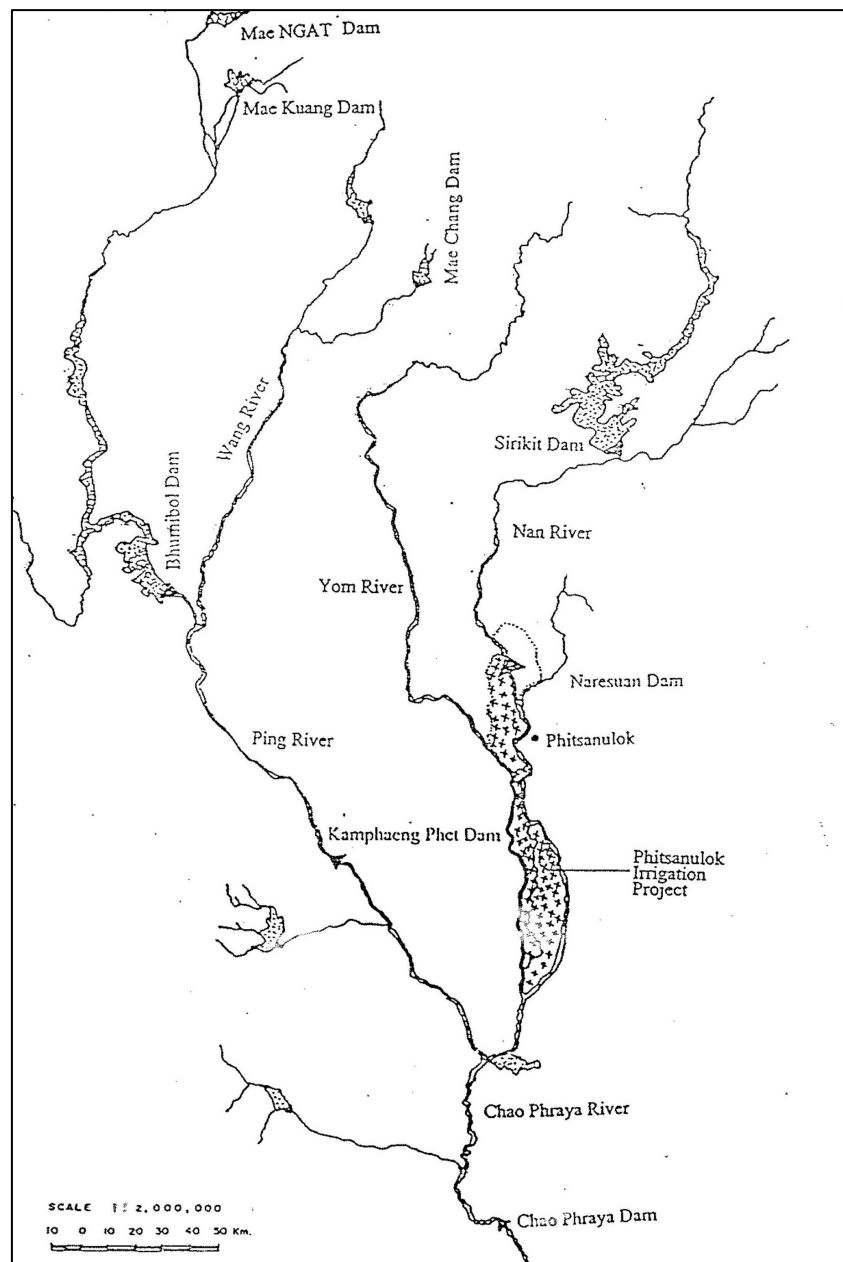 Mae NGAT Dam
Mae Kuang Dam
Mae Chang Dam
Wang River
Bhumibol Dam
Sirikit Dam
Nan River
Yom River
Naresuan Dam
Phitsanulok
Ping River
Kamphaeng Phet Dam
Phitsanulok
Irrigation
Project
Chao Phraya River
Chao Phraya Dam
SCALE 2,000,000
10 0 10 20 30 40 50 Km.